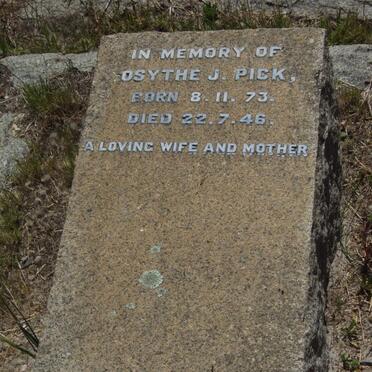 IN MEMORY OF
OSYTHE J. PICK,
BORN 8.11.73.
DIED 22.7.46.
A LOVING WIFE AND MOTHER